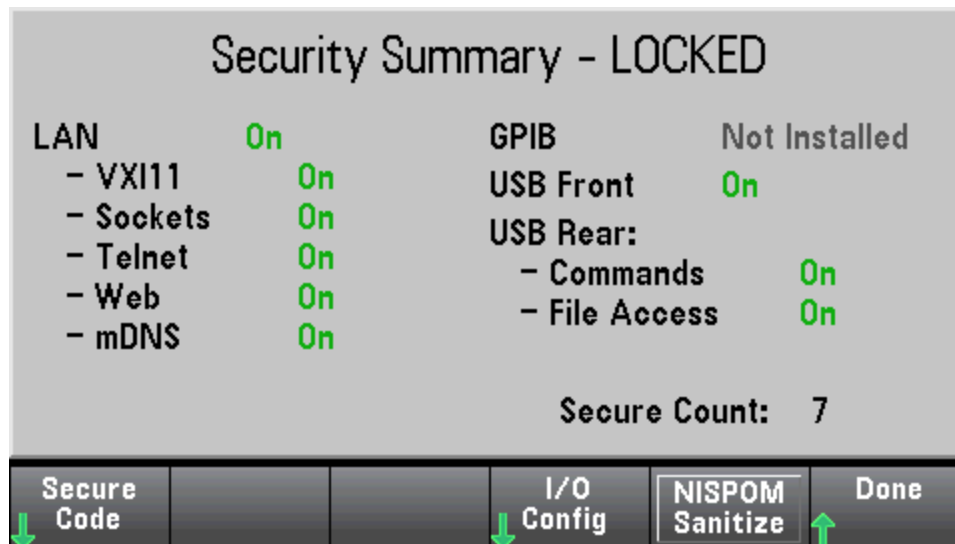 Security Summary - LOCKED
LAN On
- VXI11 On
- Sockets On
- Telnet On
- Web On
- mDNS On
GPIB Not Installed
USB Front On
USB Rear:
- Commands On
- File Access On
Secure Count: 7
Secure
Code
I/O
Config
NISPOM
Sanitize
Done